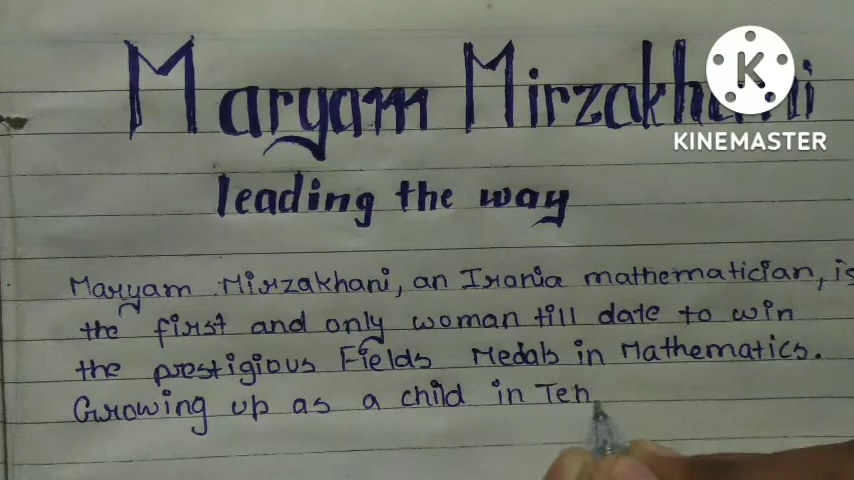 Maryam Mirzakhani
K
KINEMASTER
leading the way
Maryam Mirzakhani, an Irania mathematician, is
the first and only woman till date to win
the prestigious Fields Medals in Mathematics.
Growing up as a child in Teh